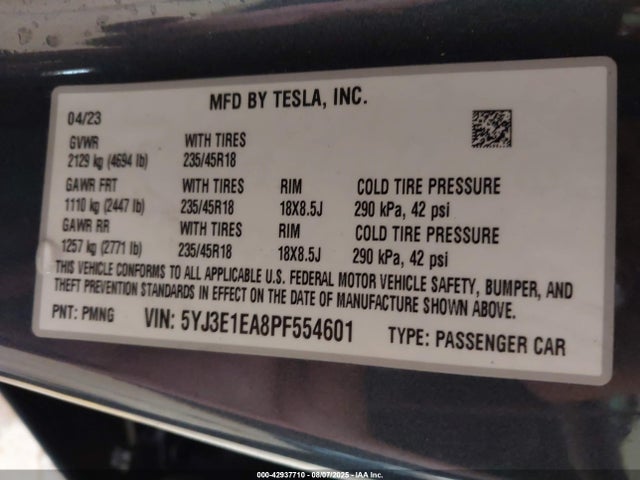 MFD BY TESLA, INC.
04/23
GVWR WITH TIRES
2129 kg (4694 lb) 235/45R18
GAWR FRT WITH TIRES RIM COLD TIRE PRESSURE
1110 kg (2447 lb) 235/45R18 18X8.5J 290 kPa, 42 psi
GAWR RR WITH TIRES RIM COLD TIRE PRESSURE
1257 kg (2771 lb) 235/45R18 18X8.5J 290 kPa, 42 psi
THIS VEHICLE CONFORMS TO ALL APPLICABLE U.S. FEDERAL MOTOR VEHICLE SAFETY, BUMPER, AND
THEFT PREVENTION STANDARDS IN EFFECT ON THE DATE OF MANUFACTURE SHOWN ABOVE.
PNT: PMNG VIN: 5YJ3E1EA8PF554601 TYPE: PASSENGER CAR
000-42937710 - 08/07/2025 - IAA Inc.